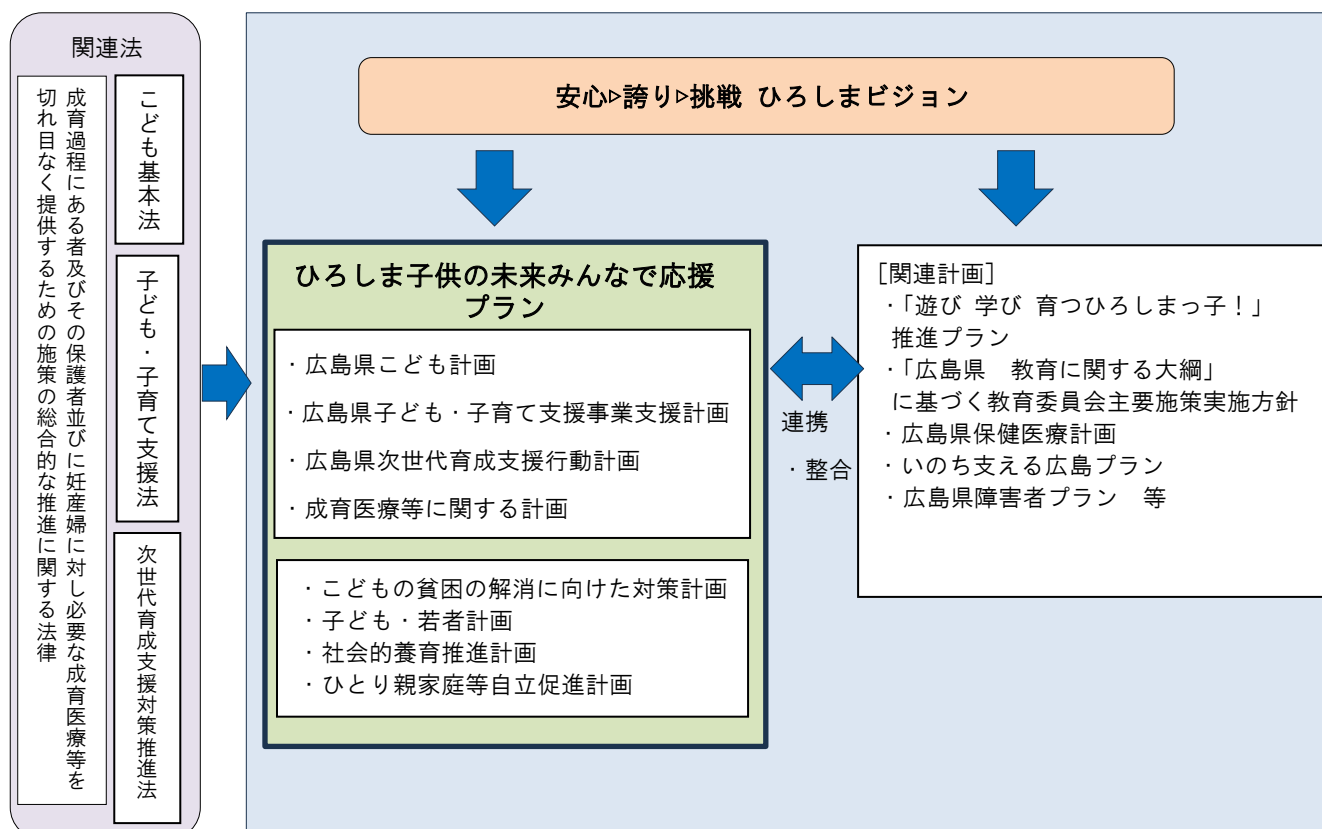 関連法
こども基本法
子ども・子育て支援法
次世代育成支援対策推進法
成育過程にある者及びその保護者並びに妊産婦に対し必要な成育医療等を
切れ目なく提供するための施策の総合的な推進に関する法律
安心▷誇り▷挑戦 ひろしまビジョン
ひろしま子供の未来みんなで応援
プラン
・広島県こども計画
・広島県子ども・子育て支援事業支援計画
・広島県次世代育成支援行動計画
・成育医療等に関する計画
・こどもの貧困の解消に向けた対策計画
・子ども・若者計画
・社会的養育推進計画
・ひとり親家庭等自立促進計画
連携
・整合
[関連計画]
・「遊び 学び 育つひろしまっ子!」
推進プラン
・「広島県 教育に関する大綱」
に基づく教育委員会主要施策実施方針
・広島県保健医療計画
・いのち支える広島プラン
・広島県障害者プラン 等